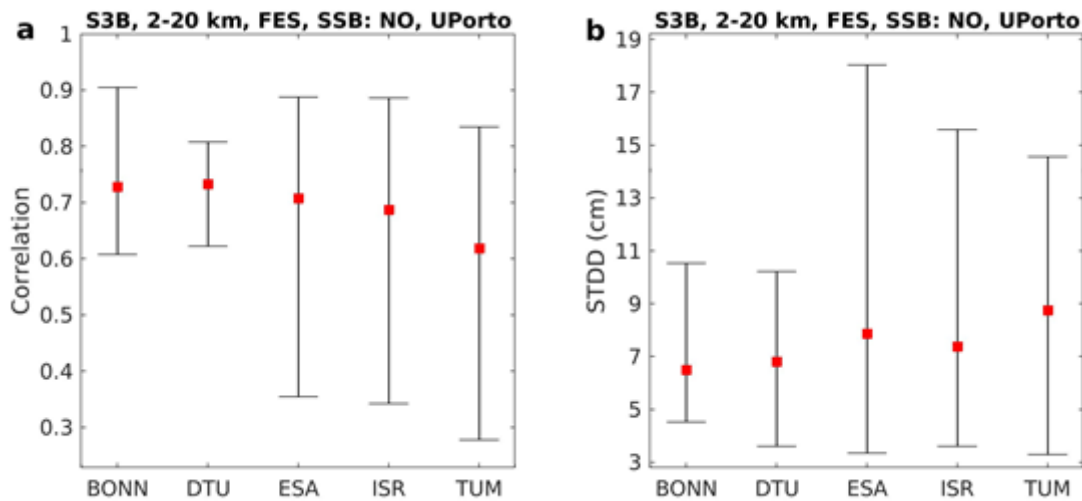 a
S3B, 2-20 km, FES, SSB: NO, UPorto
1
0.9
0.8
0.7
0.6
0.5
0.4
0.3
Correlation
BONN DTU ESA ISR TUM
b
S3B, 2-20 km, FES, SSB: NO, UPorto
19
17
15
13
11
9
7
5
3
STDD (cm)
BONN DTU ESA ISR TUM